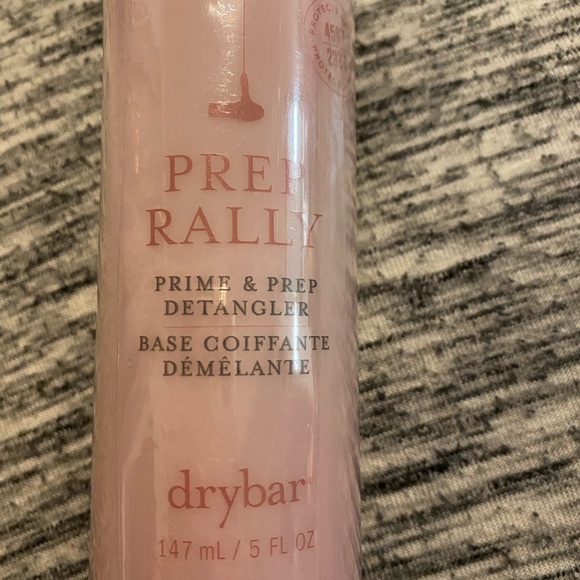 PREP
RALLY
PRIME & PREP
DETANGLER
BASE COIFFANTE
DÉMÊLANTE
drybar
147 mL / 5 FL OZ